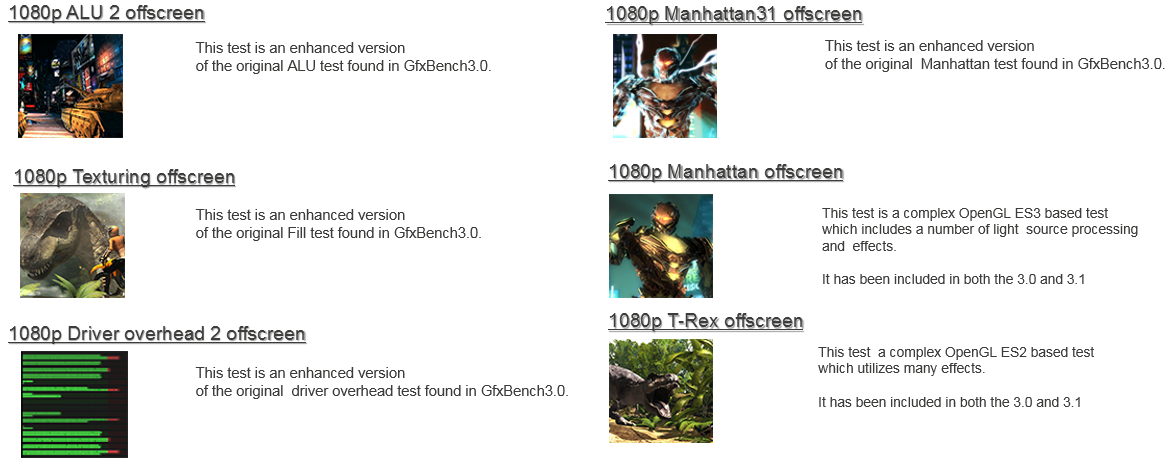 1080p ALU 2 offscreen
This test is an enhanced version
of the original ALU test found in GfxBench3.0.
1080p Texturing offscreen
This test is an enhanced version
of the original Fill test found in GfxBench3.0.
1080p Driver overhead 2 offscreen
This test is an enhanced version
of the original driver overhead test found in GfxBench3.0.
1080p Manhattan31 offscreen
This test is an enhanced version
of the original Manhattan test found in GfxBench3.0.
1080p Manhattan offscreen
This test is a complex OpenGL ES3 based test
which includes a number of light source processing
and effects.
It has been included in both the 3.0 and 3.1
1080p T-Rex offscreen
This test a complex OpenGL ES2 based test
which utilizes many effects.
It has been included in both the 3.0 and 3.1